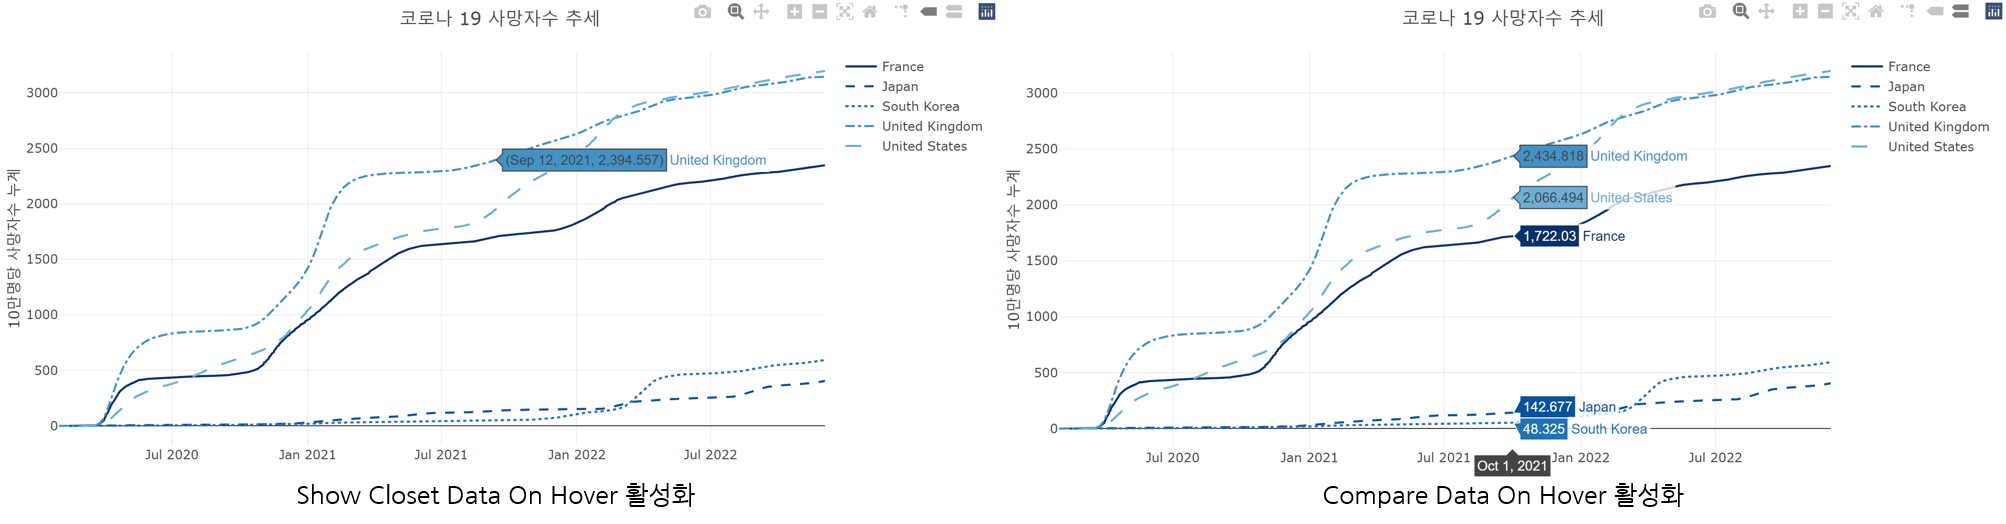 코로나 19 사망자수 추세
France
Japan
South Korea
United Kingdom
United States
10만명당 사망자수 누계
3000
2500
2000
1500
1000
500
0
(Sep 12, 2021, 2,394.557) United Kingdom
Jul 2020
Jan 2021
Jul 2021
Jan 2022
Jul 2022
Show Closet Data On Hover 활성화
코로나 19 사망자수 추세
France
Japan
South Korea
United Kingdom
United States
10만명당 사망자수 누계
3000
2500
2000
1500
1000
500
0
2,434.818 United Kingdom
2,066.494 United States
1,722.03 France
142.677 Japan
48.325 South Korea
Jul 2020
Jan 2021
Jul 2021
Jan 2022
Jul 2022
Oct 1, 2021
Compare Data On Hover 활성화